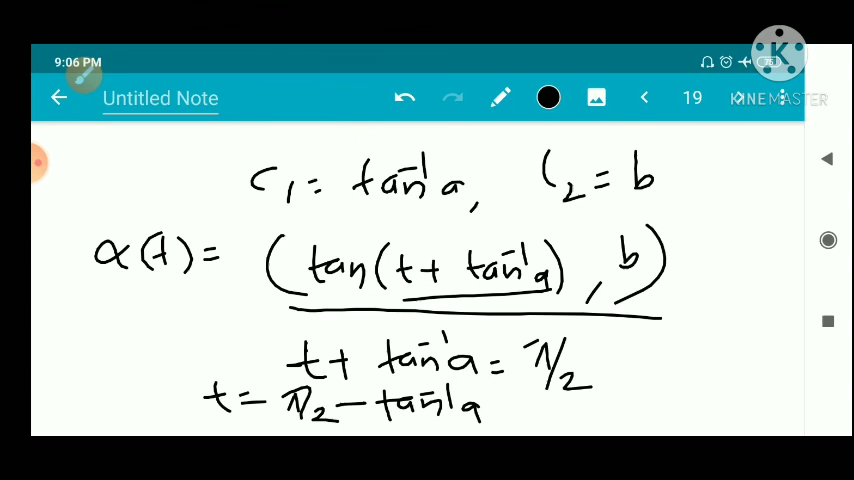 9:06 PM
75
K
Untitled Note
19
KINEMASTER
C₁ = tan⁻¹a, C₂ = b
α(t) = (tan(t + tan⁻¹a), b)
t + tan⁻¹a = π/2
t = π/2 - tan⁻¹a